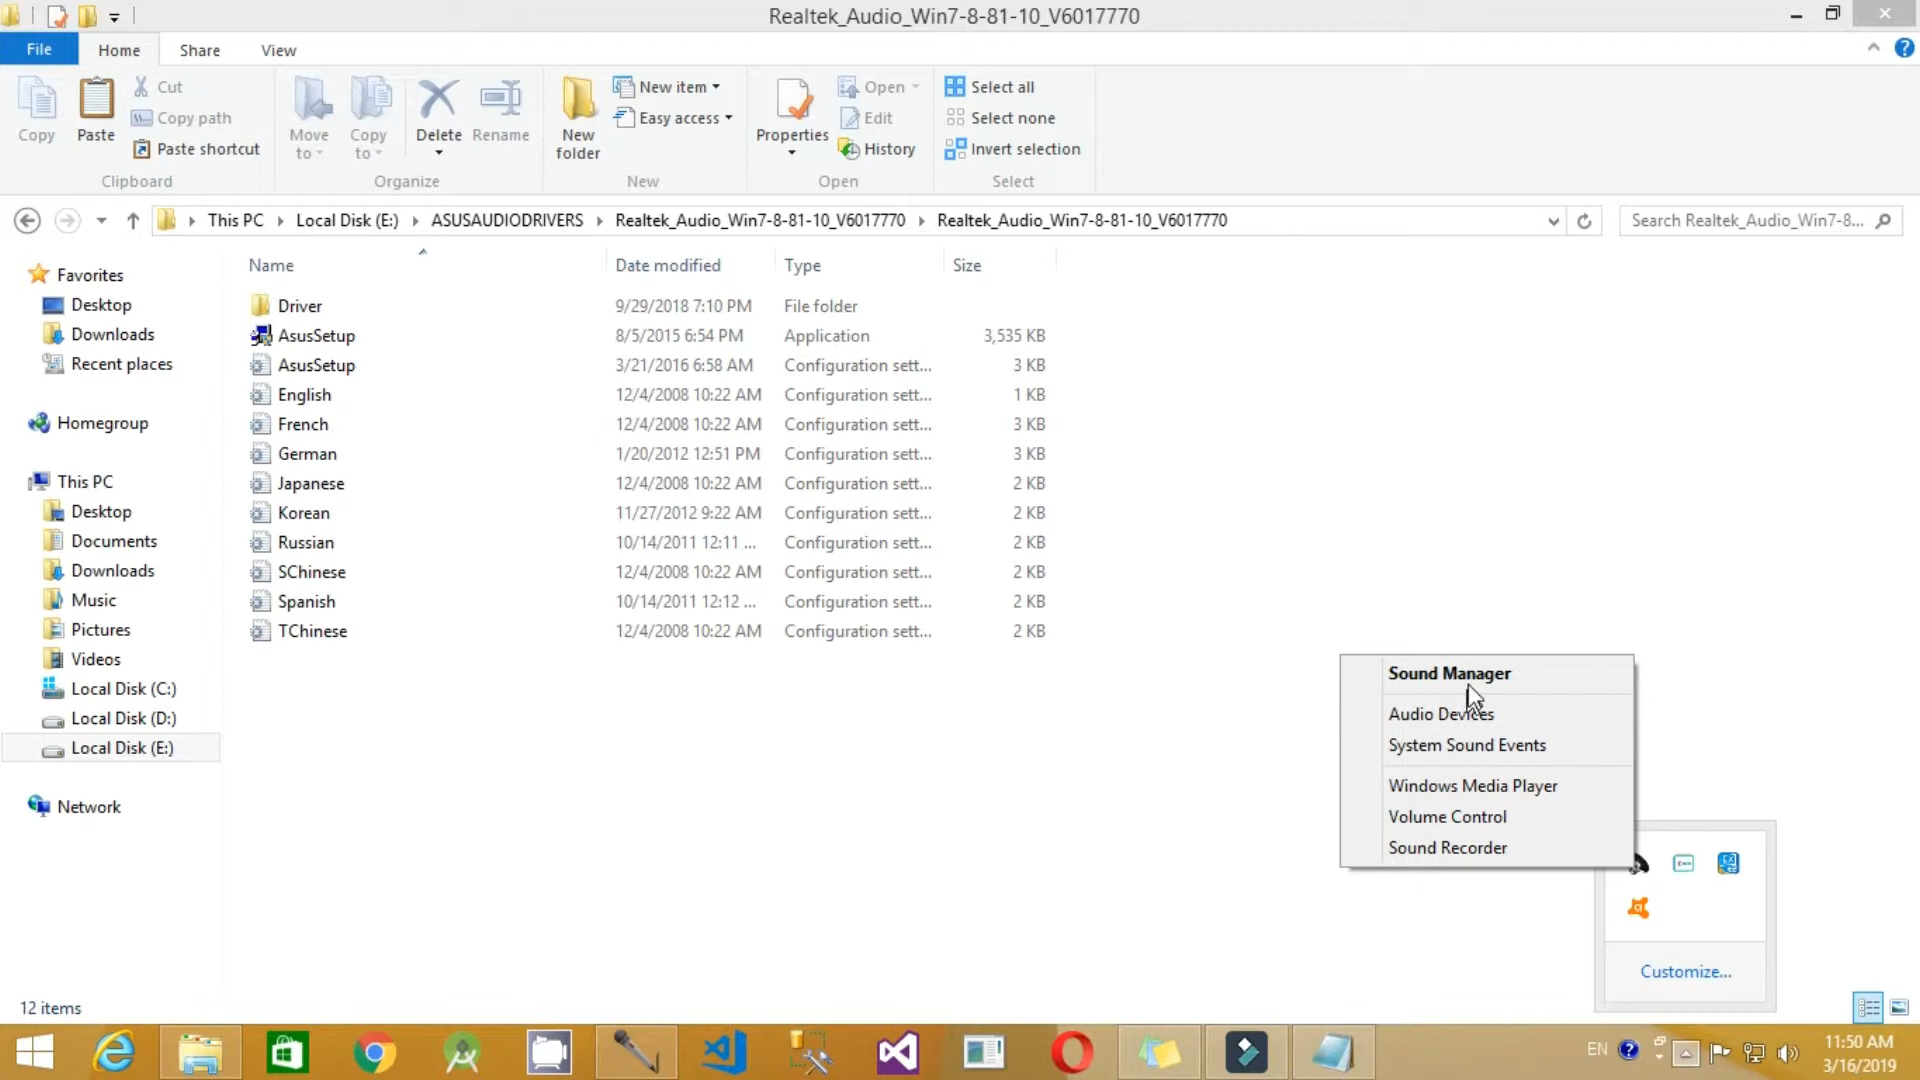 Realtek_Audio_Win7-8-81-10_V6017770
File Home Share View
Copy
Paste
Cut
Copy path
Paste shortcut
Clipboard
Move to
Copy to
Delete
Rename
Organize
New folder
New item
Easy access
New
Properties
Open
Edit
History
Open
Select all
Select none
Invert selection
Select
This PC Local Disk (E:) ASUSAUDIODRIVERS Realtek_Audio_Win7-8-81-10_V6017770 Realtek_Audio_Win7-8-81-10_V6017770
Search Realtek_Audio_Win7-8...
Favorites
Desktop
Downloads
Recent places
Homegroup
This PC
Desktop
Documents
Downloads
Music
Pictures
Videos
Local Disk (C:)
Local Disk (D:)
Local Disk (E:)
Network
Name Date modified Type Size
Driver 9/29/2018 7:10 PM File folder
AsusSetup 8/5/2015 6:54 PM Application 3,535 KB
AsusSetup 3/21/2016 6:58 AM Configuration sett... 3 KB
English 12/4/2008 10:22 AM Configuration sett... 1 KB
French 12/4/2008 10:22 AM Configuration sett... 3 KB
German 1/20/2012 12:51 PM Configuration sett... 3 KB
Japanese 12/4/2008 10:22 AM Configuration sett... 2 KB
Korean 11/27/2012 9:22 AM Configuration sett... 2 KB
Russian 10/14/2011 12:11 ... Configuration sett... 2 KB
SChinese 12/4/2008 10:22 AM Configuration sett... 2 KB
Spanish 10/14/2011 12:12 ... Configuration sett... 2 KB
TChinese 12/4/2008 10:22 AM Configuration sett... 2 KB
Sound Manager
Audio Devices
System Sound Events
Windows Media Player
Volume Control
Sound Recorder
Customize...
12 items
EN
11:50 AM
3/16/2019